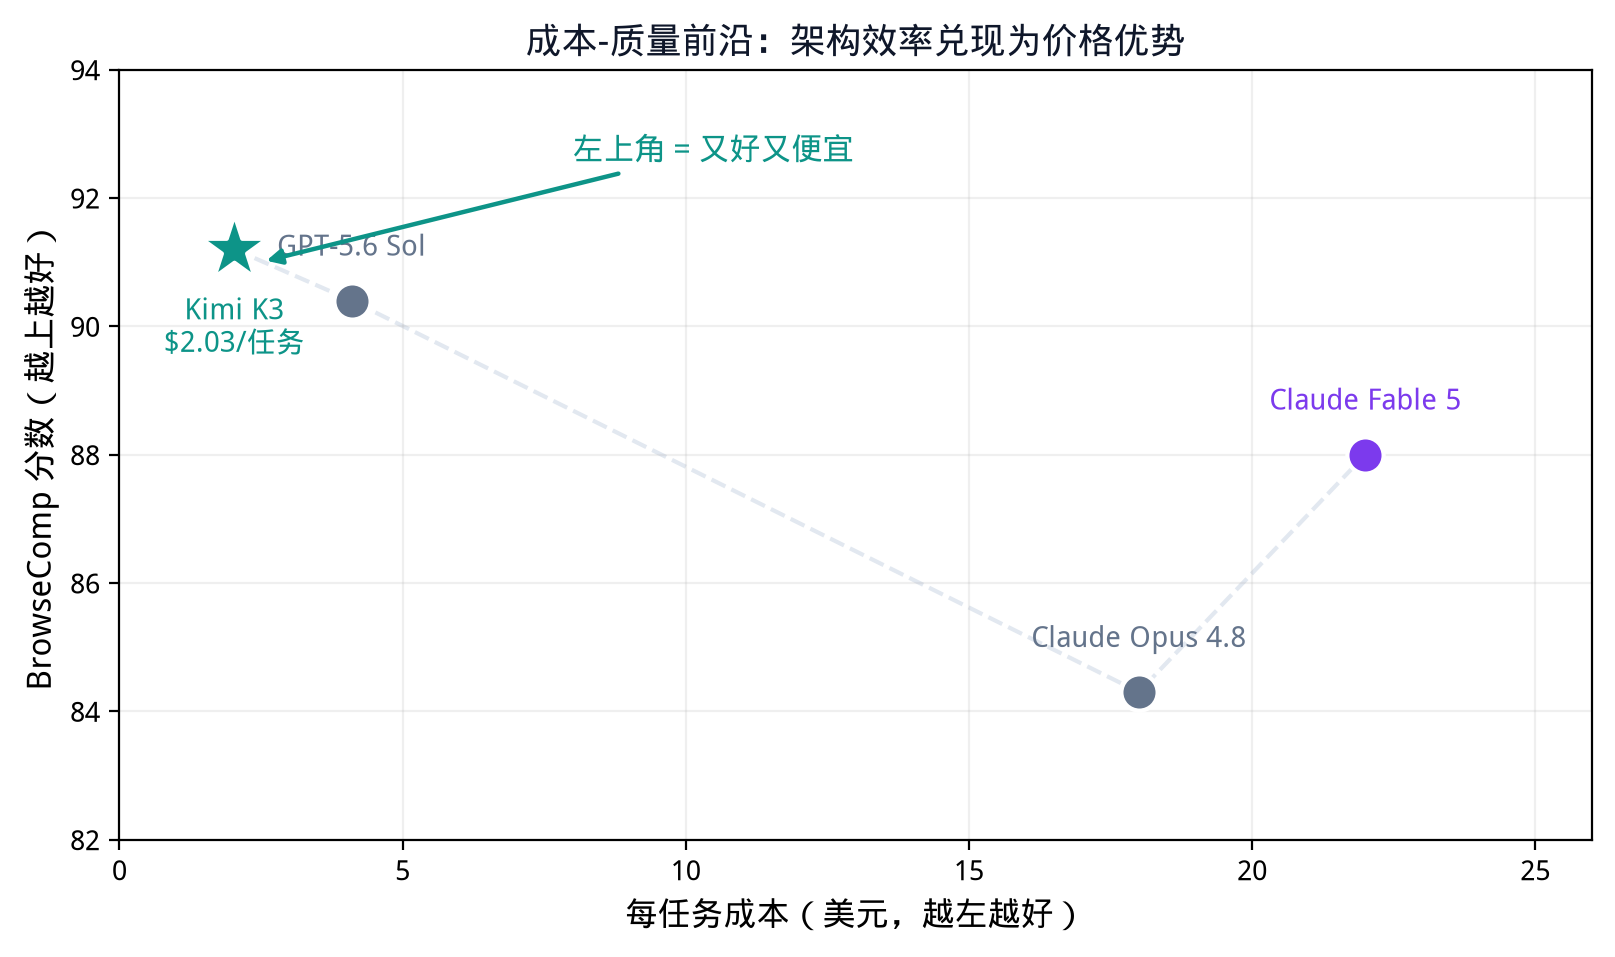 成本-质量前沿：架构效率兑现为价格优势
94
92
90
88
86
84
82
BrowseComp 分数（越上越好）
左上角 = 又好又便宜
GPT-5.6 Sol
Kimi K3
$2.03/任务
Claude Fable 5
Claude Opus 4.8
0
5
10
15
20
25
每任务成本（美元，越左越好）